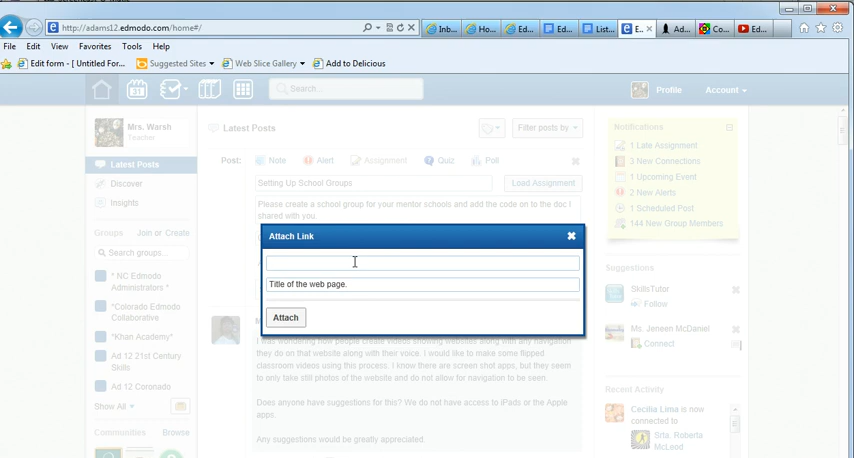 http://adams12.edmodo.com/home#/
Inb...
Ho...
Ed...
Edi...
List...
E...
Ad...
Co...
Ed...
File Edit View Favorites Tools Help
Edit form - [ Untitled For...
Suggested Sites
Web Slice Gallery
Add to Delicious
31
Search...
Profile
Account
Mrs. Warsh
Teacher
Latest Posts
Discover
Insights
Groups Join or Create
Search groups...
* NC Edmodo
Admininistrators *
*Colorado Edmodo
Collaborative
*Khan Academy*
Ad 12 21st Century
Skills
Ad 12 Coronado
Show All
Communities Browse
Latest Posts
Filter posts by
Post: Note Alert Assignment Quiz Poll
Setting Up School Groups
Load Assignment
Please create a school group for your mentor schools and add the code on to the doc I
shared with you.
Attach Link
Title of the web page.
Attach
I was wondering how people create videos showing websites along with any navigation
they do on that website along with their voice. I would like to make some flipped
classroom videos using this process. I know there are screen shot apps, but they seem
to only take still photos of the website and do not allow for navigation to be seen.
Does anyone have suggestions for this? We do not have access to iPads or the Apple
apps.
Any suggestions would be greatly appreciated.
Notifications
1 Late Assignment
3 New Connections
1 Upcoming Event
2 New Alerts
1 Scheduled Post
144 New Group Members
Suggestions
SkillsTutor
Follow
Ms. Jeneen McDaniel
Connect
Recent Activity
Cecilia Lima is now
connected to
Srta. Roberta
McLeod